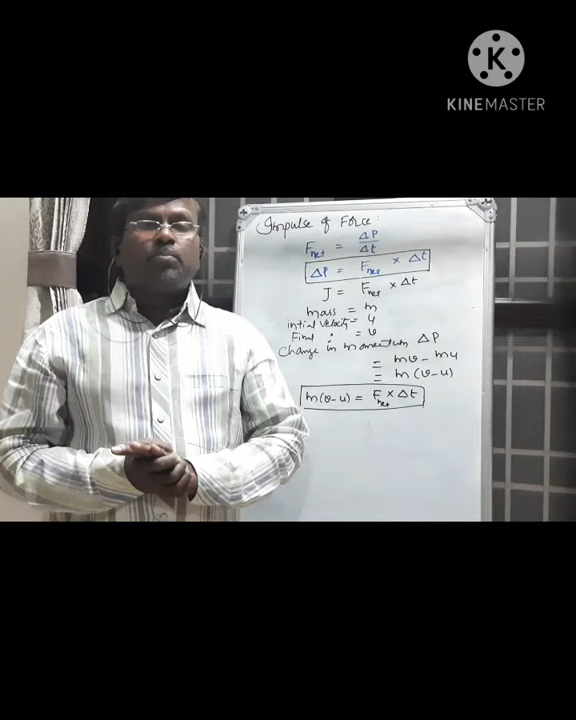 KINEMASTER
Impulse of Force:
Fnet = ΔP/Δt
ΔP = Fnet × Δt
J = Fnet × Δt
mass = m
intial velocity = u
Final " = v
Change in momentum ΔP
= mv - mu
= m(v-u)
m(v-u) = Fnet × Δt